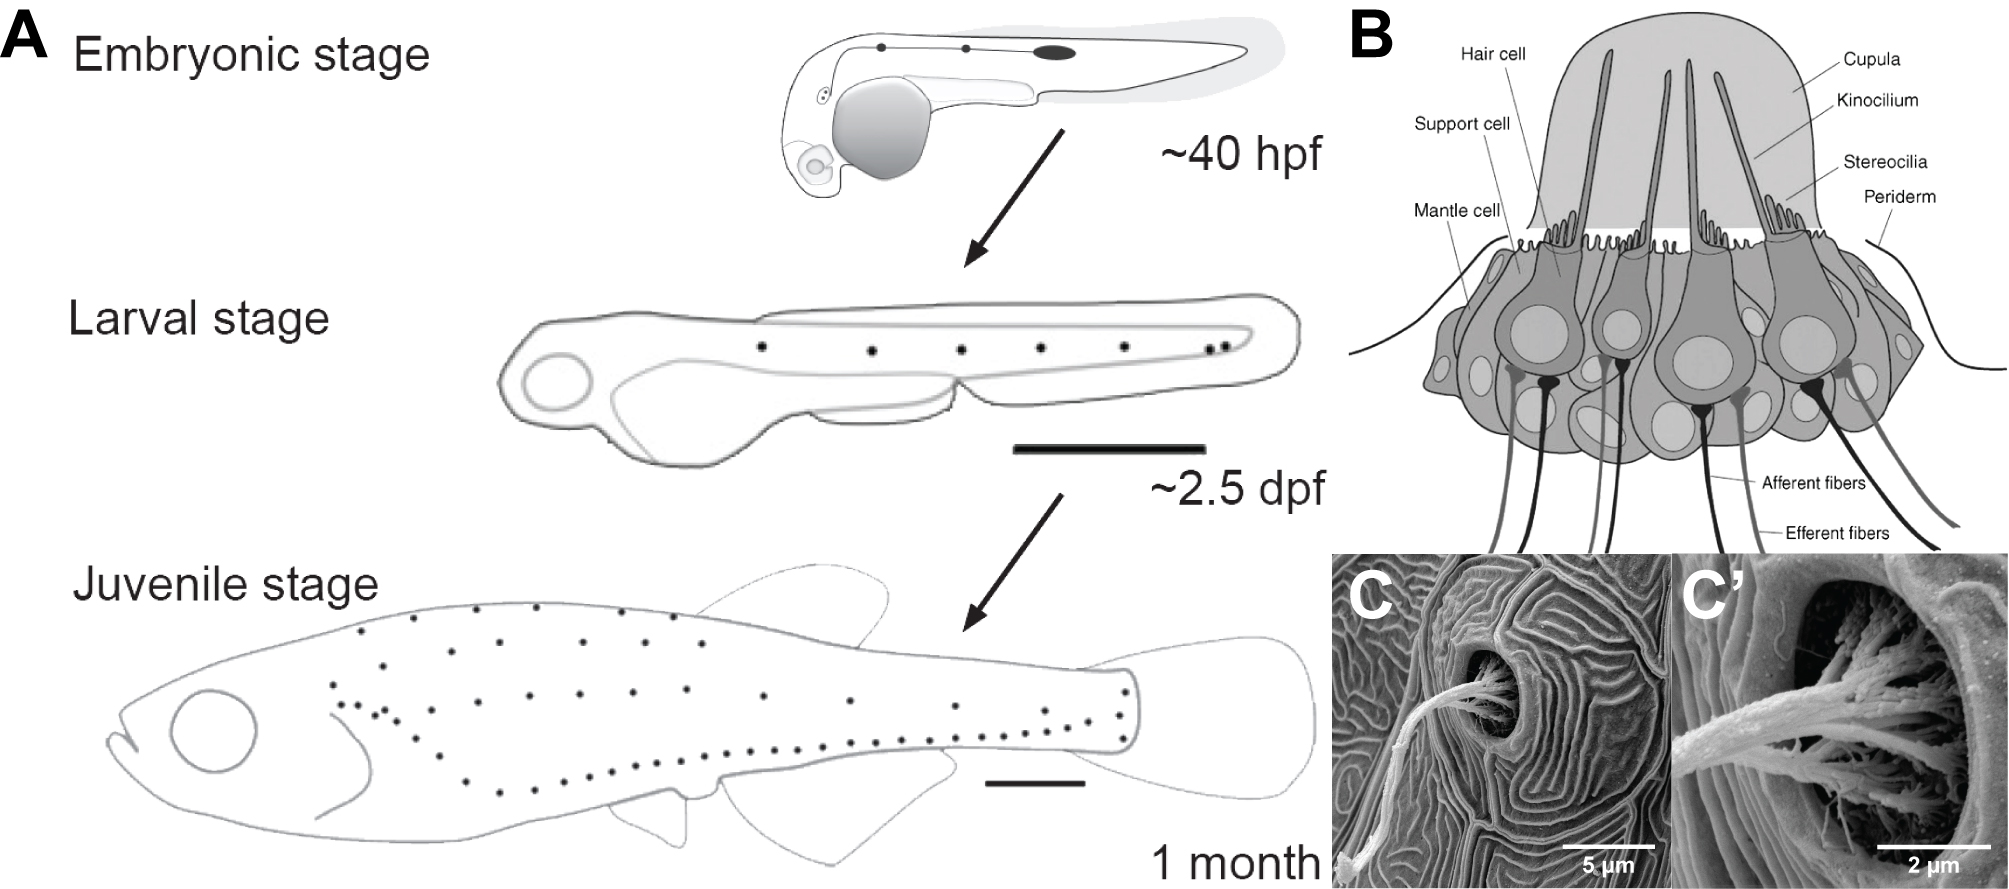 A
Embryonic stage
~40 hpf
Larval stage
~2.5 dpf
Juvenile stage
1 month
B
Hair cell
Support cell
Mantle cell
Cupula
Kinocilium
Stereocilia
Periderm
Afferent fibers
Efferent fibers
C
5 µm
C’
2 µm